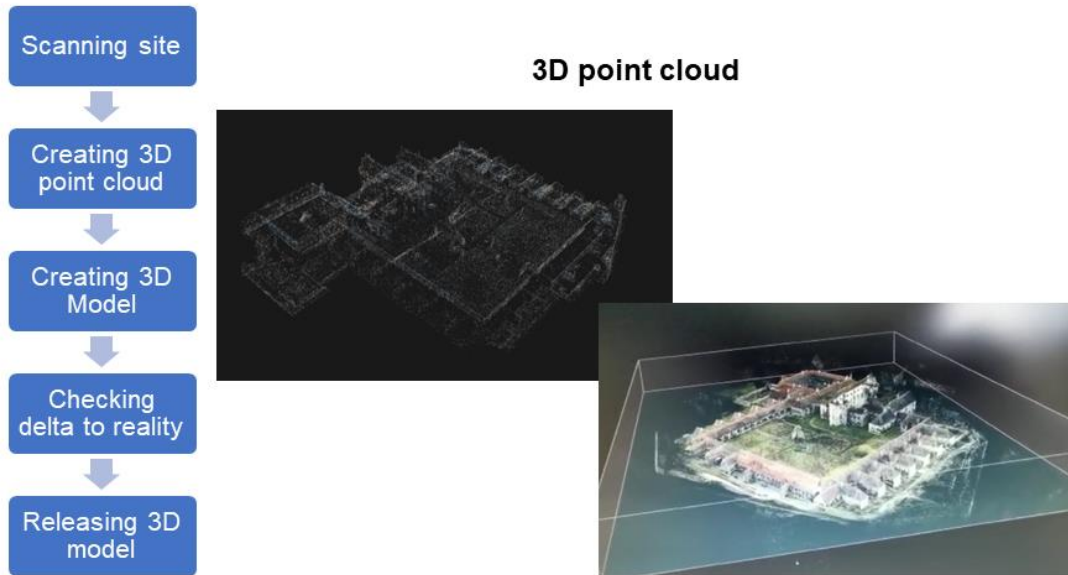 Scanning site
3D point cloud
Creating 3D
point cloud
Creating 3D
Model
Checking
delta to reality
Releasing 3D
model